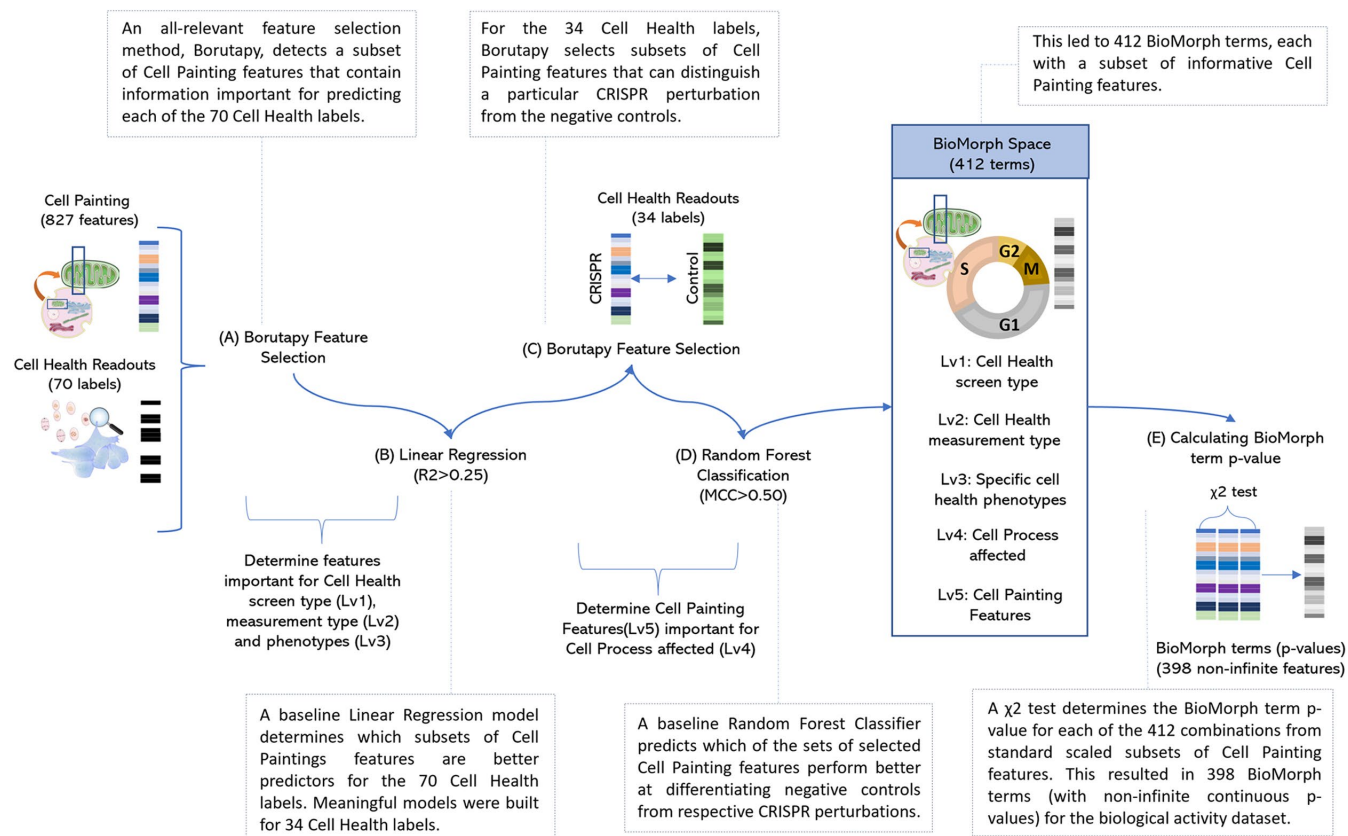 An all-relevant feature selection
method, Borutapy, detects a subset
of Cell Painting features that contain
information important for predicting
each of the 70 Cell Health labels.
For the 34 Cell Health labels,
Borutapy selects subsets of Cell
Painting features that can distinguish
a particular CRISPR perturbation
from the negative controls.
This led to 412 BioMorph terms, each
with a subset of informative Cell
Painting features.
Cell Painting
(827 features)
Cell Health Readouts
(70 labels)
(A) Borutapy Feature
Selection
(B) Linear Regression
(R2>0.25)
Determine features
important for Cell Health
screen type (Lv1),
measurement type (Lv2)
and phenotypes (Lv3)
Cell Health Readouts
(34 labels)
CRISPR
Control
(C) Borutapy Feature Selection
(D) Random Forest
Classification
(MCC>0.50)
Determine Cell Painting
Features(Lv5) important for
Cell Process affected (Lv4)
BioMorph Space
(412 terms)
G2
S
M
G1
Lv1: Cell Health
screen type
Lv2: Cell Health
measurement type
Lv3: Specific cell
health phenotypes
Lv4: Cell Process
affected
Lv5: Cell Painting
Features
(E) Calculating BioMorph
term p-value
χ2 test
BioMorph terms (p-values)
(398 non-infinite features)
A baseline Linear Regression model
determines which subsets of Cell
Paintings features are better
predictors for the 70 Cell Health
labels. Meaningful models were built
for 34 Cell Health labels.
A baseline Random Forest Classifier
predicts which of the sets of selected
Cell Painting features perform better
at differentiating negative controls
from respective CRISPR perturbations.
A χ2 test determines the BioMorph term p-
value for each of the 412 combinations from
standard scaled subsets of Cell Painting
features. This resulted in 398 BioMorph
terms (with non-infinite continuous p-
values) for the biological activity dataset.